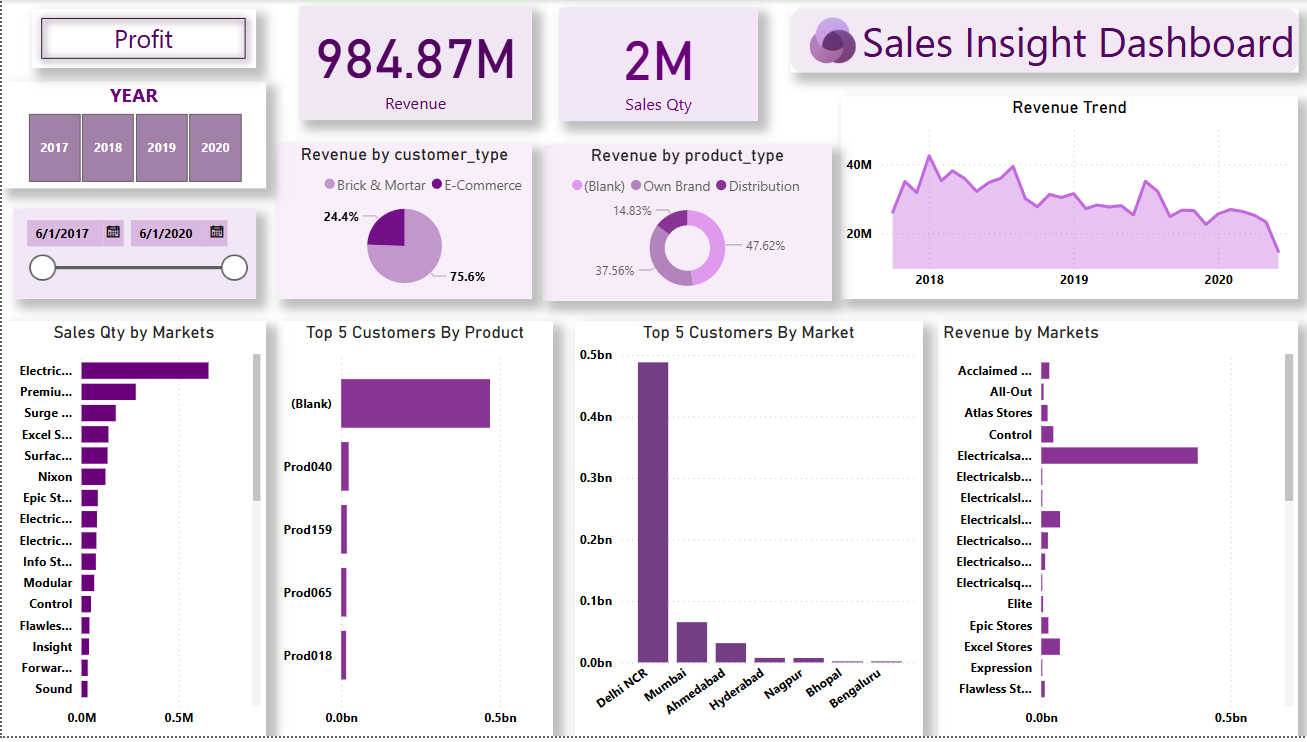 Profit
YEAR
2017 2018 2019 2020
6/1/2017 6/1/2020
984.87M
Revenue
2M
Sales Qty
Sales Insight Dashboard
Revenue by customer_type
Brick & Mortar E-Commerce
24.4%
75.6%
Revenue by product_type
(Blank) Own Brand Distribution
14.83%
47.62%
37.56%
Revenue Trend
40M
20M
2018 2019 2020
Sales Qty by Markets
Electric...
Premiu...
Surge ...
Excel S...
Surfac...
Nixon
Epic St...
Electric...
Electric...
Info St...
Modular
Control
Flawles...
Insight
Forwar...
Sound
0.0M 0.5M
Top 5 Customers By Product
(Blank)
Prod040
Prod159
Prod065
Prod018
0.0bn 0.5bn
Top 5 Customers By Market
0.5bn
0.4bn
0.3bn
0.2bn
0.1bn
0.0bn
Delhi NCR Mumbai Ahmedabad Hyderabad Nagpur Bhopal Bengaluru
Revenue by Markets
Acclaimed ...
All-Out
Atlas Stores
Control
Electricalsa...
Electricalsb...
Electricalsl...
Electricalsl...
Electricalso...
Electricalso...
Electricalsq...
Elite
Epic Stores
Excel Stores
Expression
Flawless St...
0.0bn 0.5bn